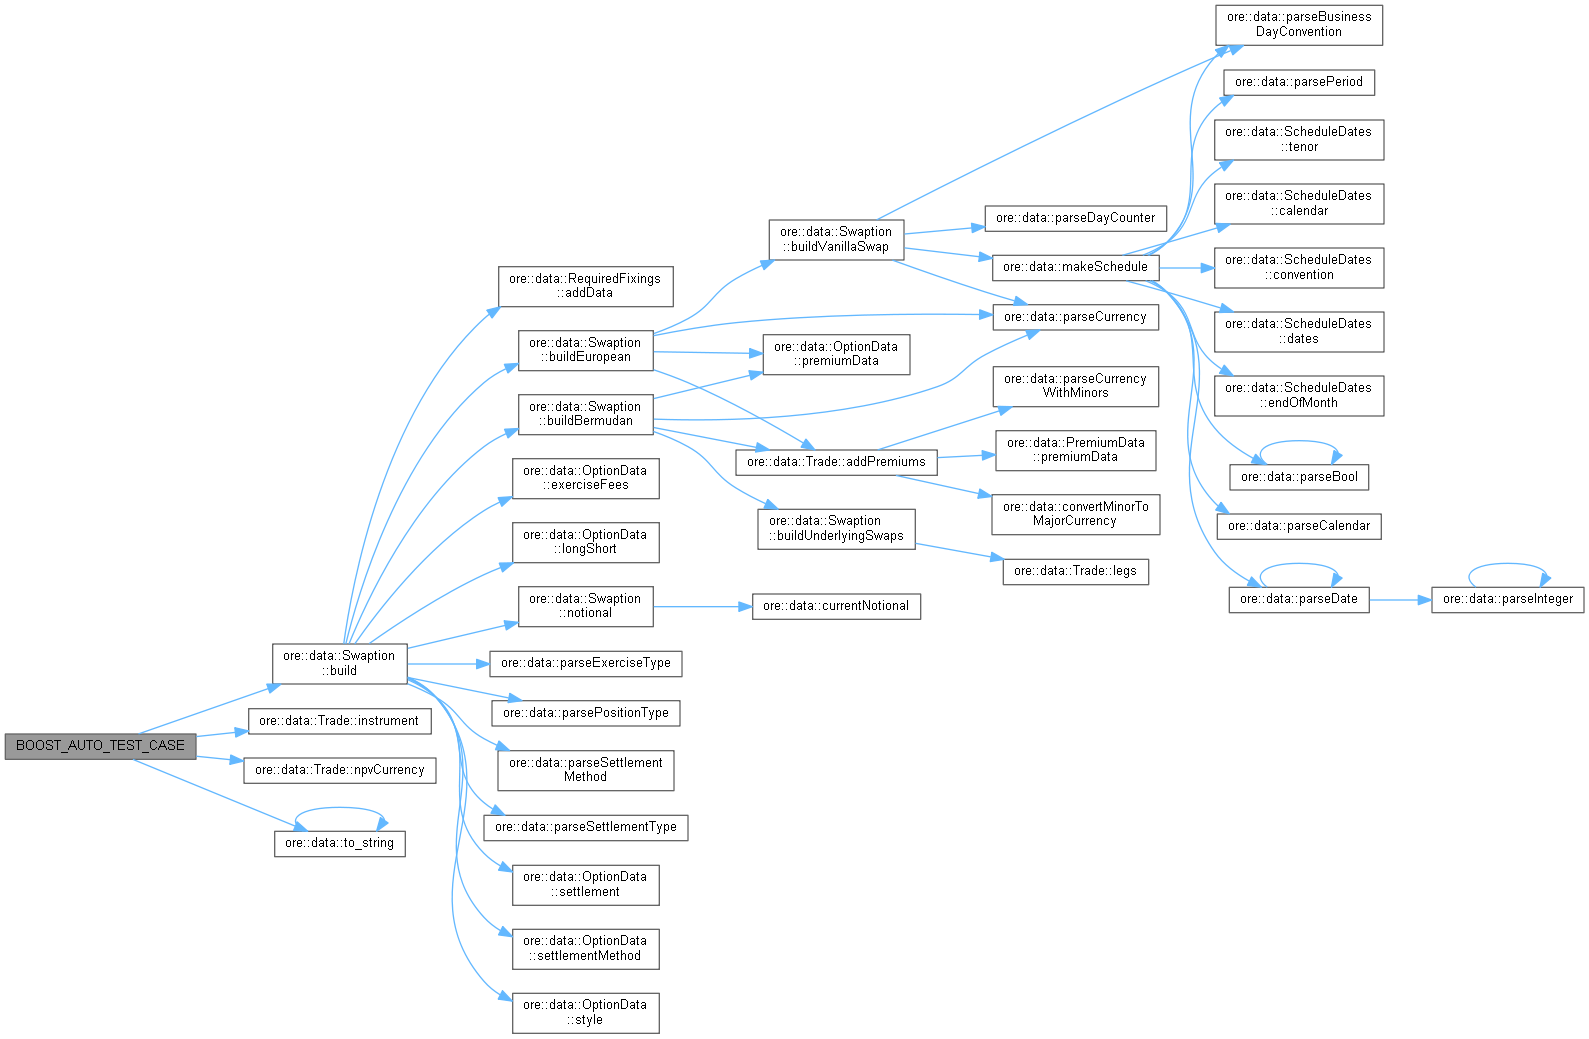 BOOST_AUTO_TEST_CASE
ore::data::Swaption
::build
ore::data::Trade::instrument
ore::data::Trade::npvCurrency
ore::data::to_string
ore::data::RequiredFixings
::addData
ore::data::Swaption
::buildEuropean
ore::data::Swaption
::buildBermudan
ore::data::OptionData
::exerciseFees
ore::data::OptionData
::longShort
ore::data::Swaption
::notional
ore::data::parseExerciseType
ore::data::parsePositionType
ore::data::parseSettlement
Method
ore::data::parseSettlementType
ore::data::OptionData
::settlement
ore::data::OptionData
::settlementMethod
ore::data::OptionData
::style
ore::data::Swaption
::buildVanillaSwap
ore::data::OptionData
::premiumData
ore::data::Trade::addPremiums
ore::data::Swaption
::buildUnderlyingSwaps
ore::data::currentNotional
ore::data::parseDayCounter
ore::data::makeSchedule
ore::data::parseCurrency
ore::data::parseCurrency
WithMinors
ore::data::PremiumData
::premiumData
ore::data::convertMinorTo
MajorCurrency
ore::data::Trade::legs
ore::data::parseBusiness
DayConvention
ore::data::parsePeriod
ore::data::ScheduleDates
::tenor
ore::data::ScheduleDates
::calendar
ore::data::ScheduleDates
::convention
ore::data::ScheduleDates
::dates
ore::data::ScheduleDates
::endOfMonth
ore::data::parseBool
ore::data::parseCalendar
ore::data::parseDate
ore::data::parseInteger